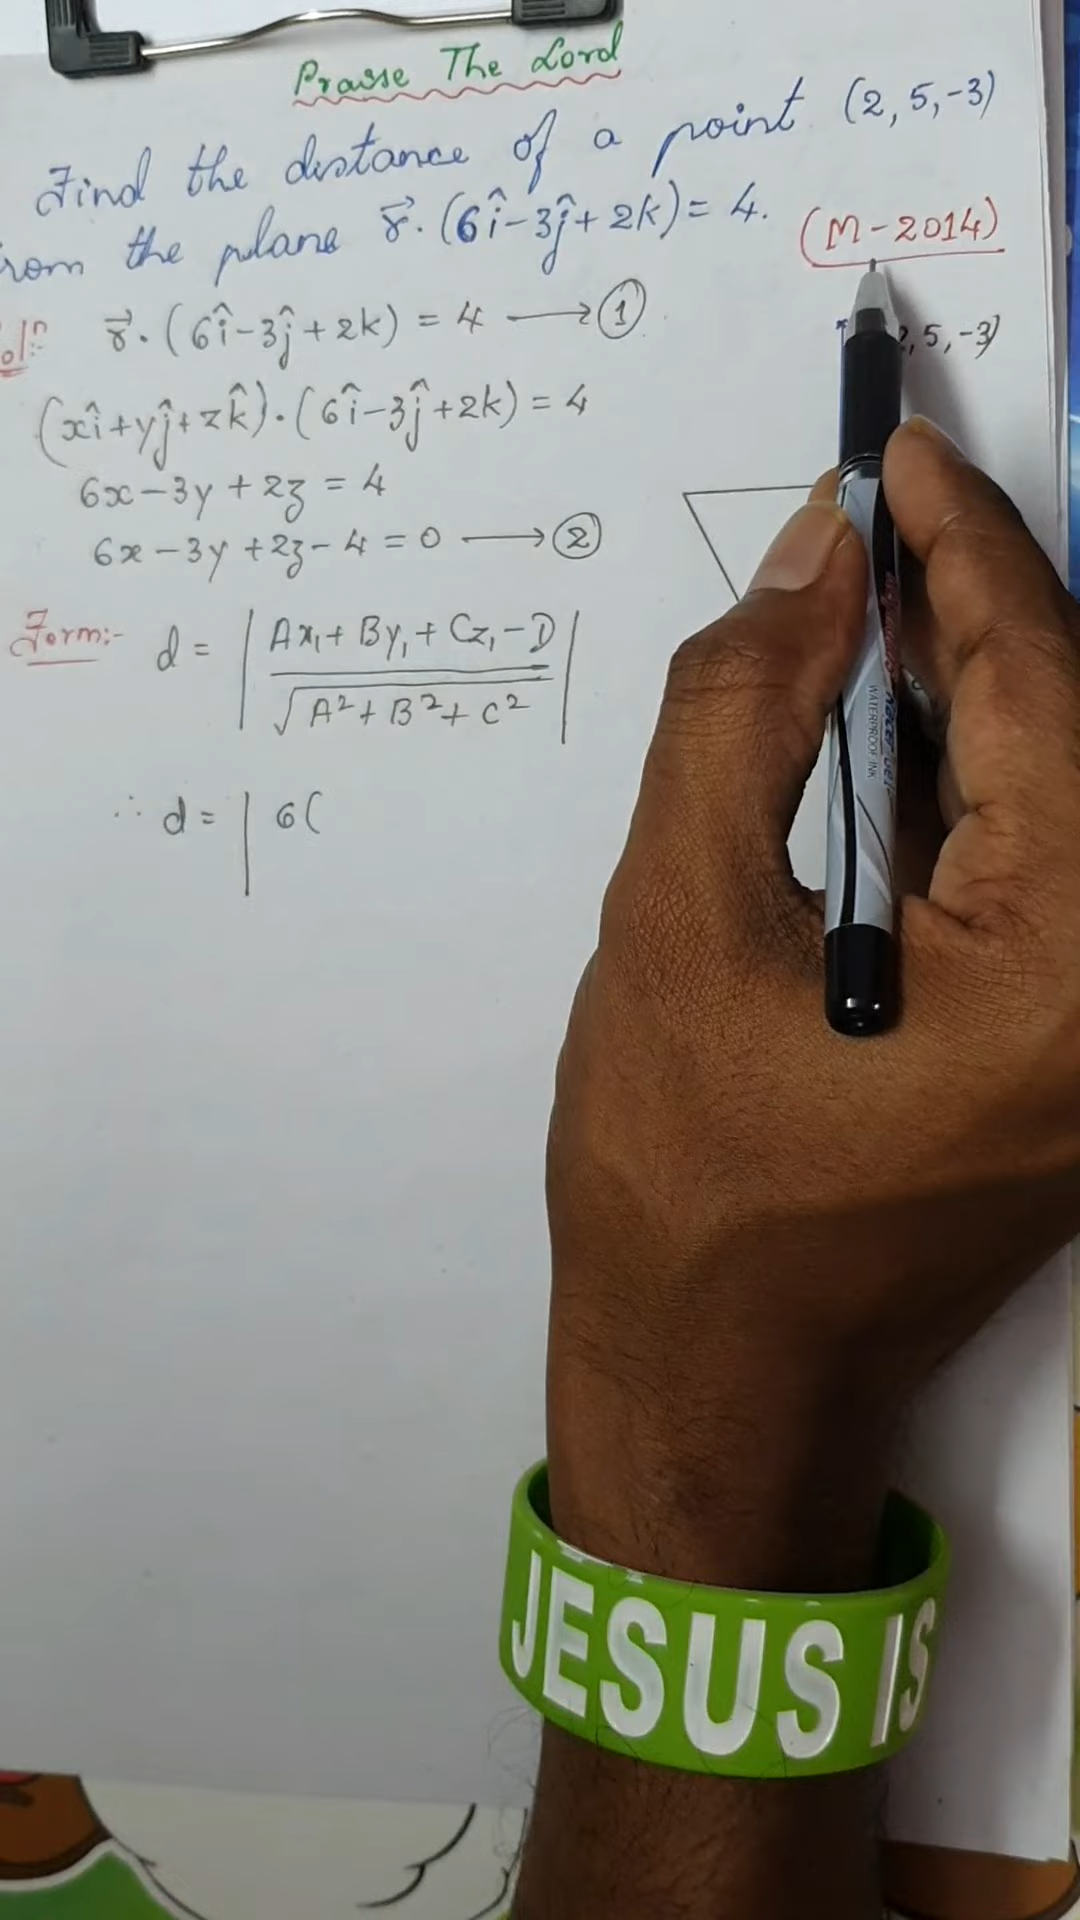 Praise The Lord
Find the distance of a point (2, 5, -3)
rom the plane r⃗ . (6î - 3ĵ + 2k) = 4.
(M - 2014)
ol^n:-
r⃗ . (6î - 3ĵ + 2k) = 4 ⟶ ①
2, 5, -3)
(xî + yĵ + zk̂) . (6î - 3ĵ + 2k) = 4
6x - 3y + 2z = 4
6x - 3y + 2z - 4 = 0 ⟶ ②
Form:- d = | Ax₁ + By₁ + Cz₁ - D / √A² + B² + C² |
∴ d = | 6(
WATERPROOF INK
JESUS IS